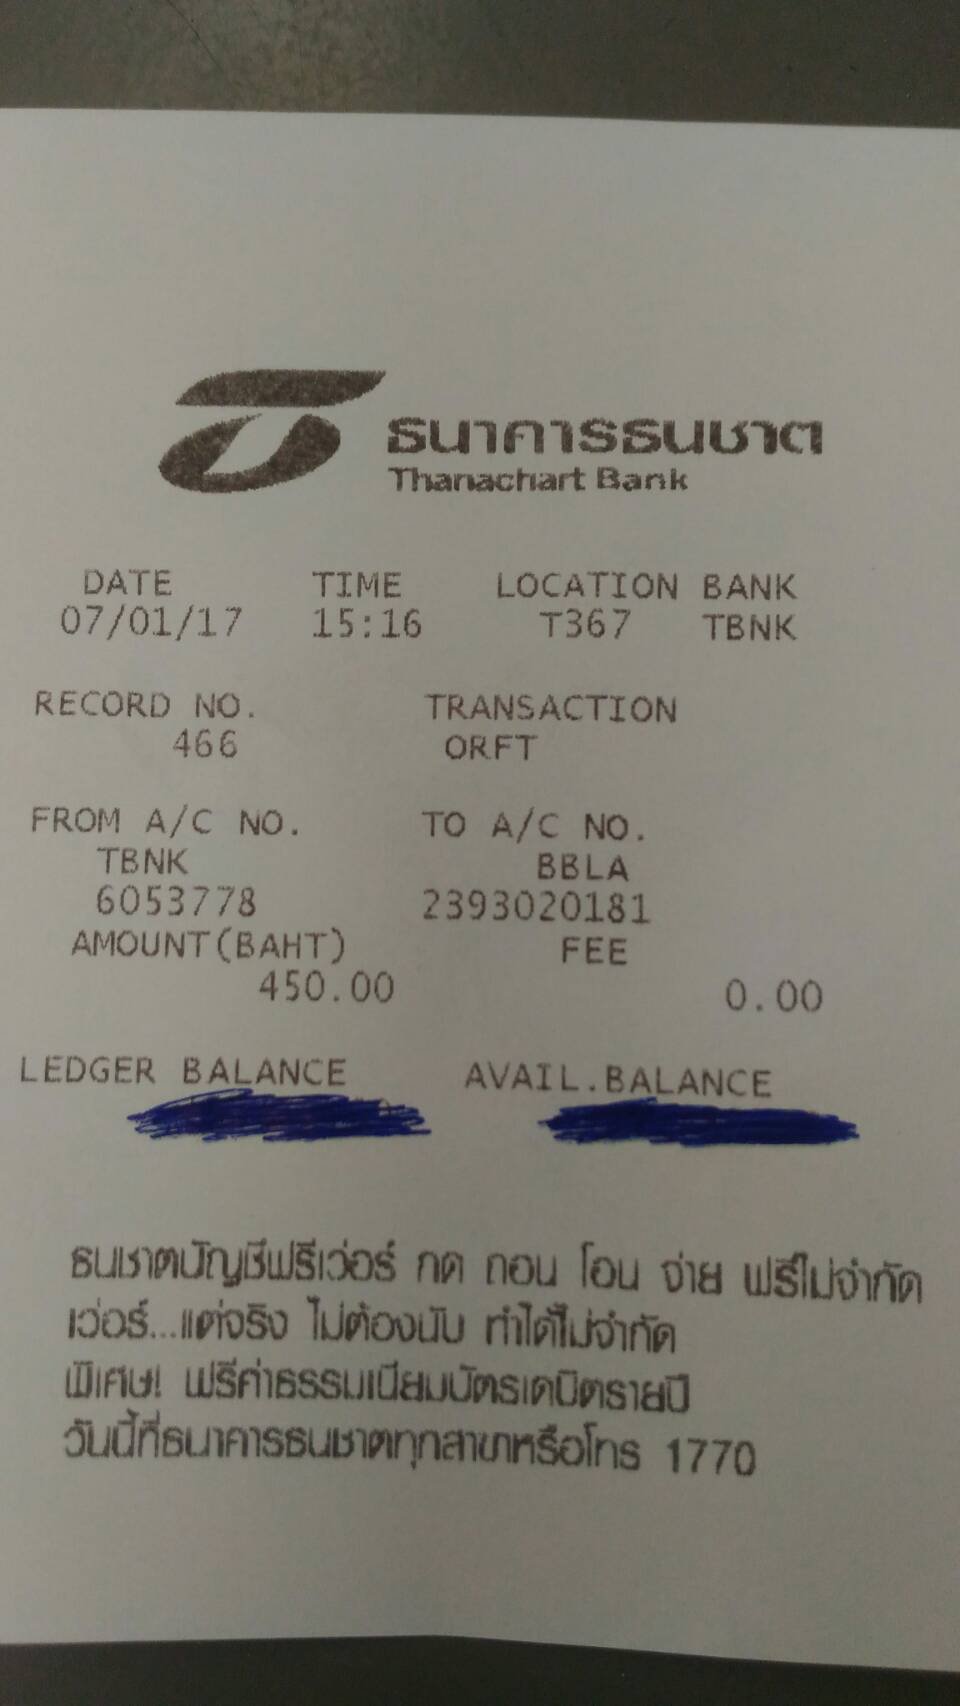 ธนาคารธนชาต
Thanachart Bank
DATE TIME LOCATION BANK
07/01/17 15:16 T367 TBNK
RECORD NO. TRANSACTION
466 ORFT
FROM A/C NO. TO A/C NO.
TBNK BBLA
6053778 2393020181
AMOUNT(BAHT) FEE
450.00 0.00
LEDGER BALANCE AVAIL.BALANCE
ธนชาตบัญชีฟรีเว่อร์ กด ถอน โอน จ่าย ฟรีไม่จำกัด
เว่อร์...แต่จริง ไม่ต้องนับ ทำได้ไม่จำกัด
พิเศษ! ฟรีค่าธรรมเนียมบัตรเดบิตรายปี
วันนี้ที่ธนาคารธนชาตทุกสาขาหรือโทร 1770